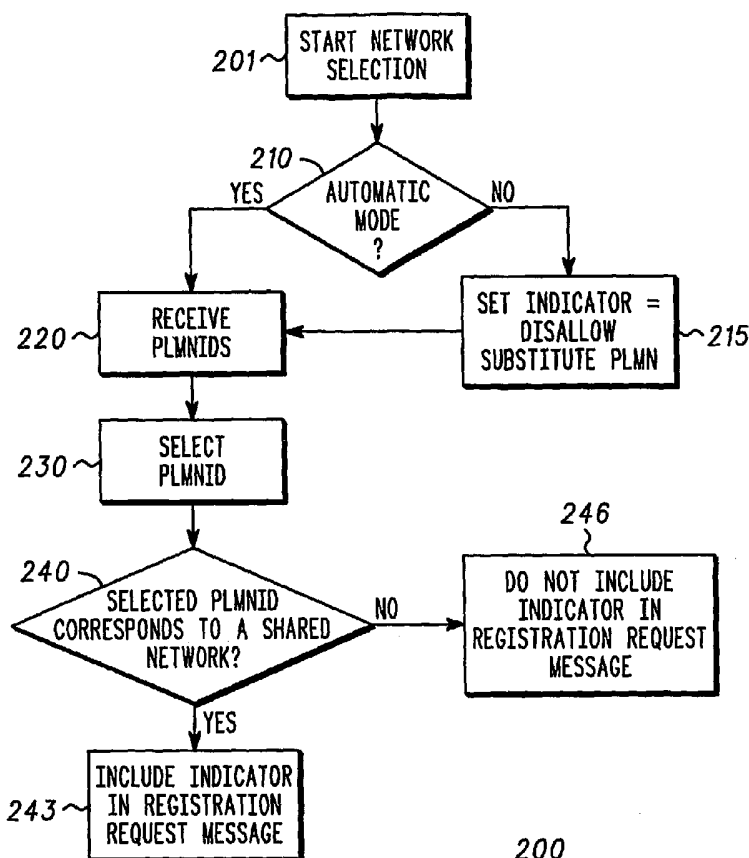 201
START NETWORK
SELECTION
210
YES
AUTOMATIC
MODE
?
NO
220
RECEIVE
PLMNIDS
SET INDICATOR =
DISALLOW
SUBSTITUTE PLMN
215
230
SELECT
PLMNID
240
SELECTED PLMNID
CORRESPONDS TO A SHARED
NETWORK?
NO
246
DO NOT INCLUDE
INDICATOR IN
REGISTRATION REQUEST
MESSAGE
YES
243
INCLUDE INDICATOR
IN REGISTRATION
REQUEST MESSAGE
200